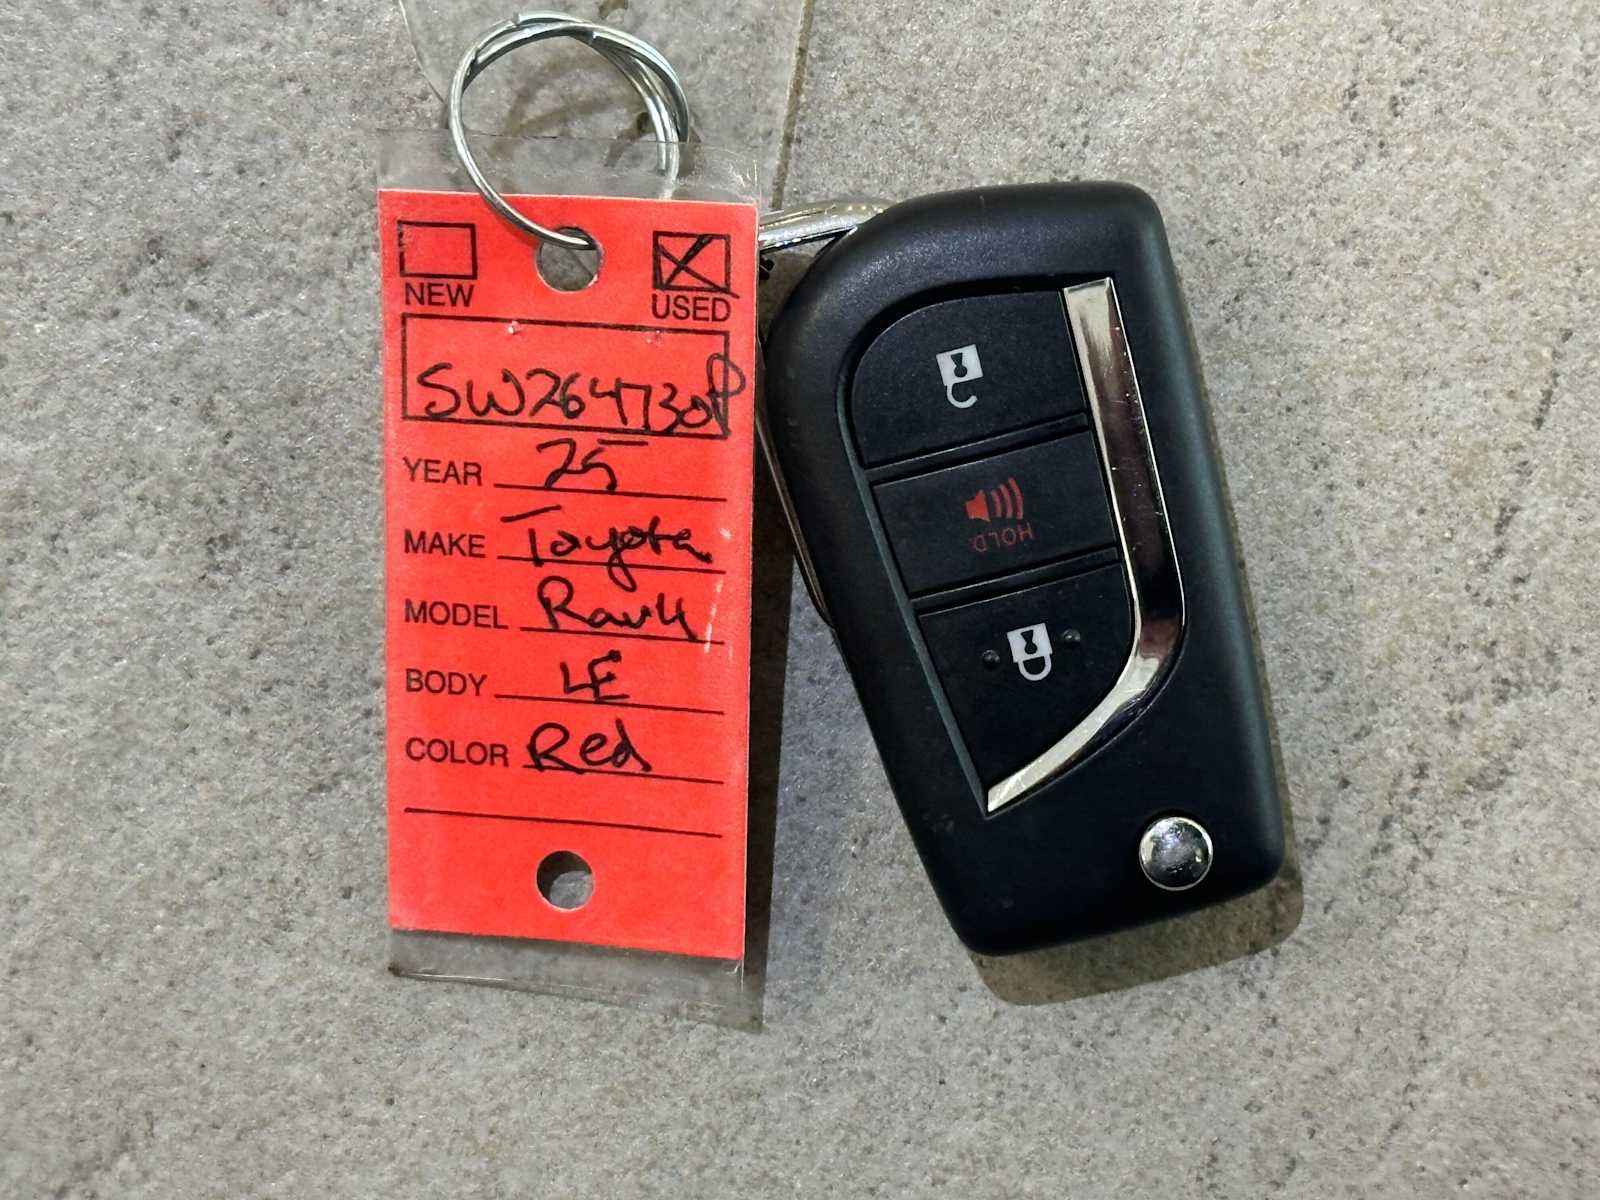 NEW USED
SW264730P
YEAR 25
MAKE Toyota
MODEL Rav4
BODY LE
COLOR Red
HOLD